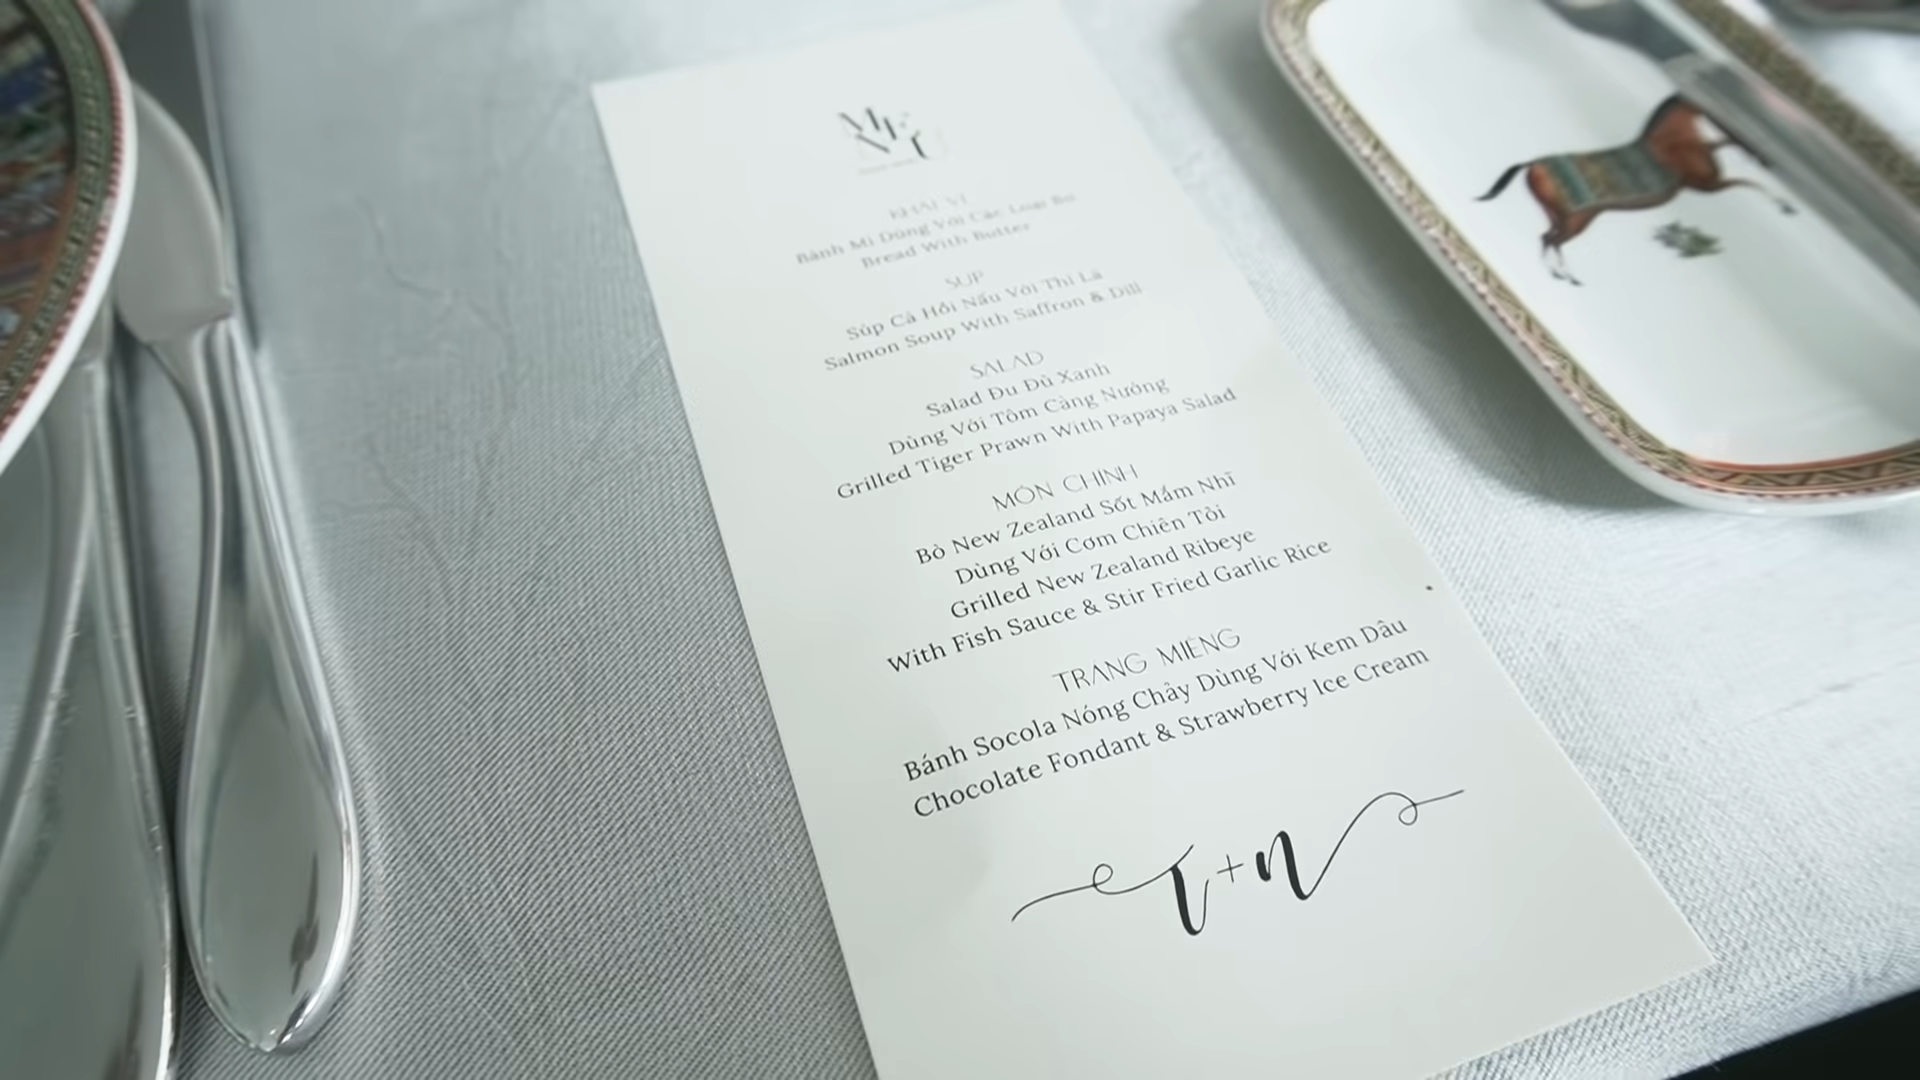 KHAI VỊ
Bánh Mì Dùng Với Các Loại Bơ
Bread With Butter
SÚP
Súp Cá Hồi Nấu Với Thì Là
Salmon Soup With Saffron & Dill
SALAD
Salad Đu Đủ Xanh
Dùng Với Tôm Càng Nướng
Grilled Tiger Prawn With Papaya Salad
MÓN CHÍNH
Bò New Zealand Sốt Mắm Nhĩ
Dùng Với Cơm Chiên Tỏi
Grilled New Zealand Ribeye
With Fish Sauce & Stir Fried Garlic Rice
TRÁNG MIỆNG
Bánh Socola Nóng Chảy Dùng Với Kem Dâu
Chocolate Fondant & Strawberry Ice Cream